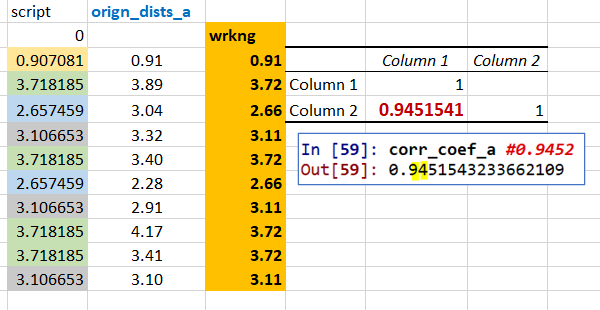 script orign_dists_a
0 wrkng
0.907081 0.91 0.91 Column 1 Column 2
3.718185 3.89 3.72 Column 1 1
2.657459 3.04 2.66 Column 2 0.9451541 1
3.106653 3.32 3.11
3.718185 3.40 3.72
2.657459 2.28 2.66
3.106653 2.91 3.11
3.718185 4.17 3.72
3.718185 3.41 3.72
3.106653 3.10 3.11
In [59]: corr_coef_a #0.9452
Out[59]: 0.9451543233662109